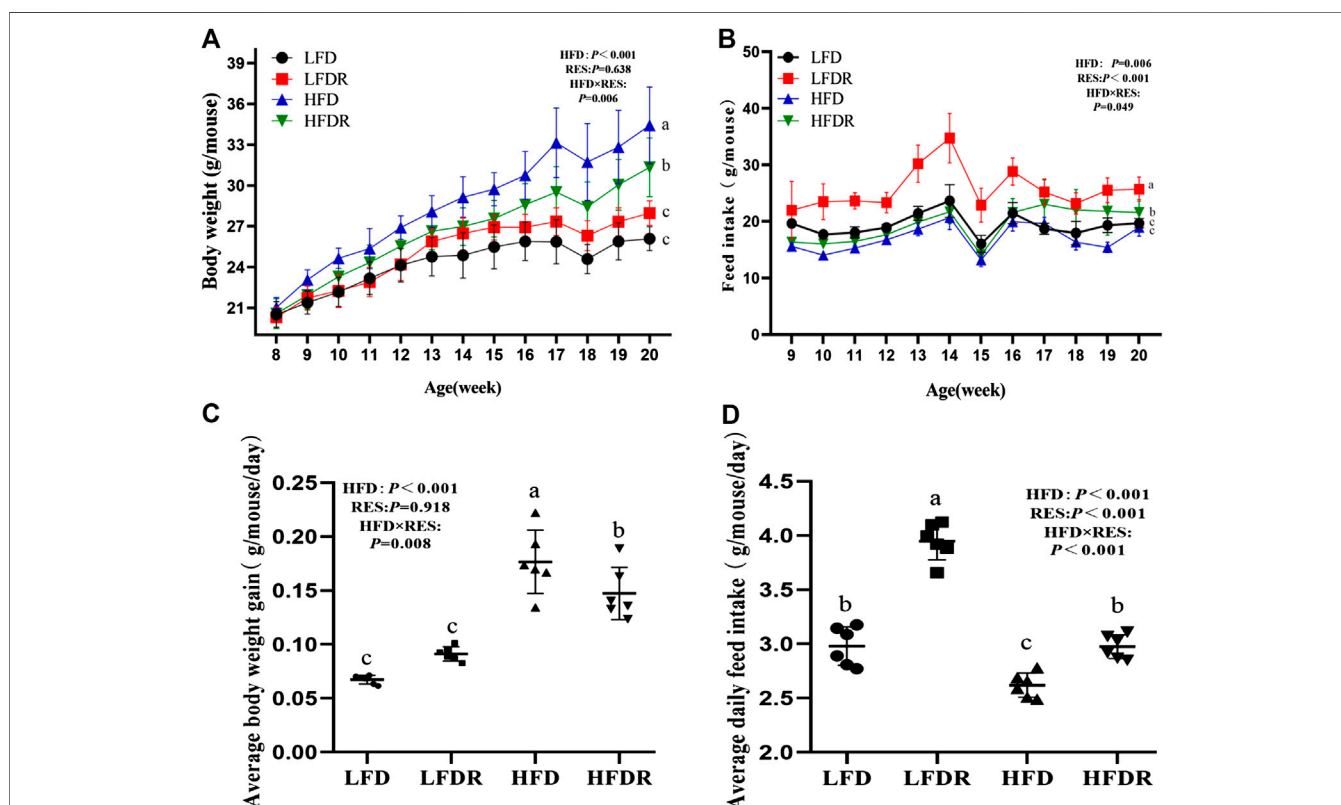 A
Body weight (g/mouse)
39
36
33
30
27
24
21
LFD
LFDR
HFD
HFDR
HFD: P< 0.001
RES:P=0.638
HFD×RES:
P=0.006
a
b
c
c
8 9 10 11 12 13 14 15 16 17 18 19 20
Age(week)
B
Feed intake ( g/mouse)
50
40
30
20
10
0
LFD
LFDR
HFD
HFDR
HFD: P=0.006
RES:P< 0.001
HFD×RES:
P=0.049
a
b
c
c
9 10 11 12 13 14 15 16 17 18 19 20
Age(week)
C
Average body weight gain ( g/mouse/day)
0.25
0.20
0.15
0.10
0.05
0.00
HFD: P< 0.001
RES:P=0.918
HFD×RES:
P=0.008
c
c
a
b
LFD LFDR HFD HFDR
D
Average daily feed intake ( g/mouse/day)
4.5
4.0
3.5
3.0
2.5
2.0
HFD: P< 0.001
RES:P< 0.001
HFD×RES:
P< 0.001
b
a
c
b
LFD LFDR HFD HFDR